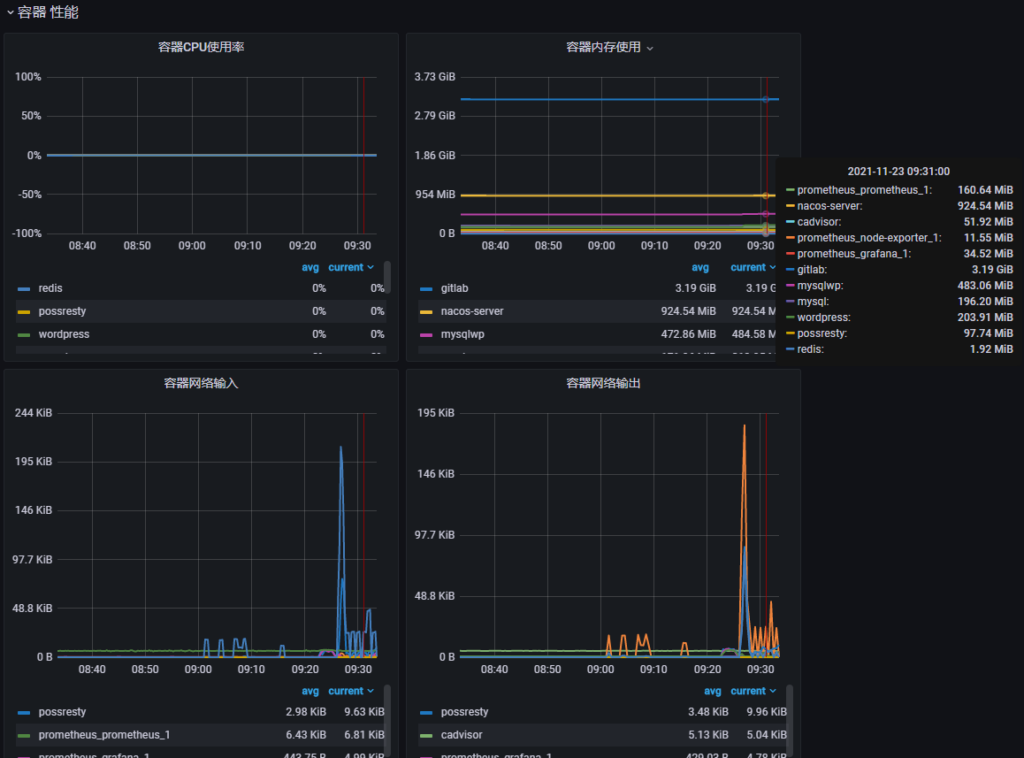 容器 性能
容器CPU使用率
100%
50%
0%
-50%
-100%
08:40 08:50 09:00 09:10 09:20 09:30
avg current
redis 0% 0%
possresty 0% 0%
wordpress 0% 0%
容器内存使用
3.73 GiB
2.79 GiB
1.86 GiB
954 MiB
0 B
08:40 08:50 09:00 09:10 09:20 09:30
avg current
gitlab 3.19 GiB 3.19 G
nacos-server 924.54 MiB 924.54 M
mysqlwp 472.86 MiB 484.58 M
2021-11-23 09:31:00
prometheus_prometheus_1: 160.64 MiB
nacos-server: 924.54 MiB
cadvisor: 51.92 MiB
prometheus_node-exporter_1: 11.55 MiB
prometheus_grafana_1: 34.52 MiB
gitlab: 3.19 GiB
mysqlwp: 483.06 MiB
mysql: 196.20 MiB
wordpress: 203.91 MiB
possresty: 97.74 MiB
redis: 1.92 MiB
容器网络输入
244 KiB
195 KiB
146 KiB
97.7 KiB
48.8 KiB
0 B
08:40 08:50 09:00 09:10 09:20 09:30
avg current
possresty 2.98 KiB 9.63 KiB
prometheus_prometheus_1 6.43 KiB 6.81 KiB
prometheus_grafana_1 443.75 B 4.99 KiB
容器网络输出
195 KiB
146 KiB
97.7 KiB
48.8 KiB
0 B
08:40 08:50 09:00 09:10 09:20 09:30
avg current
possresty 3.48 KiB 9.96 KiB
cadvisor 5.13 KiB 5.04 KiB
prometheus_grafana_1 429.03 B 4.78 KiB